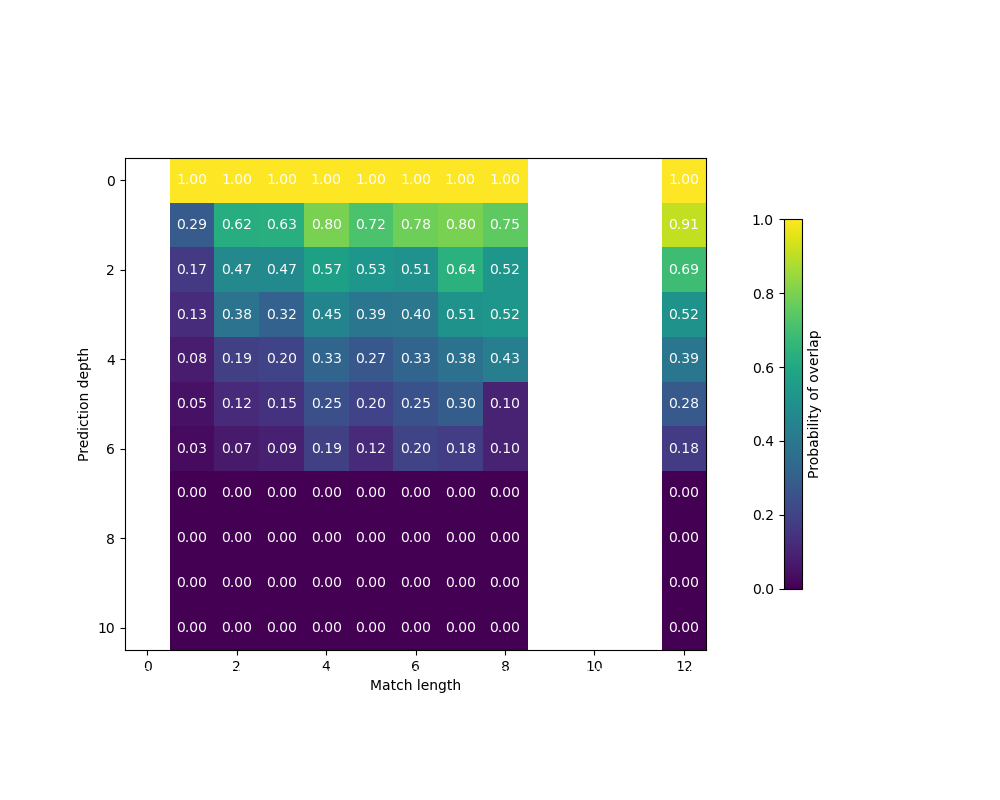 0 1.00 1.00 1.00 1.00 1.00 1.00 1.00 1.00 1.00
0.29 0.62 0.63 0.80 0.72 0.78 0.80 0.75 0.91
2 0.17 0.47 0.47 0.57 0.53 0.51 0.64 0.52 0.69
0.13 0.38 0.32 0.45 0.39 0.40 0.51 0.52 0.52
4 0.08 0.19 0.20 0.33 0.27 0.33 0.38 0.43 0.39
0.05 0.12 0.15 0.25 0.20 0.25 0.30 0.10 0.28
6 0.03 0.07 0.09 0.19 0.12 0.20 0.18 0.10 0.18
0.00 0.00 0.00 0.00 0.00 0.00 0.00 0.00 0.00
8 0.00 0.00 0.00 0.00 0.00 0.00 0.00 0.00 0.00
0.00 0.00 0.00 0.00 0.00 0.00 0.00 0.00 0.00
10 0.00 0.00 0.00 0.00 0.00 0.00 0.00 0.00 0.00
0 2 4 6 8 10 12
Match length
Prediction depth
1.0
0.8
0.6
0.4
0.2
0.0
Probability of overlap